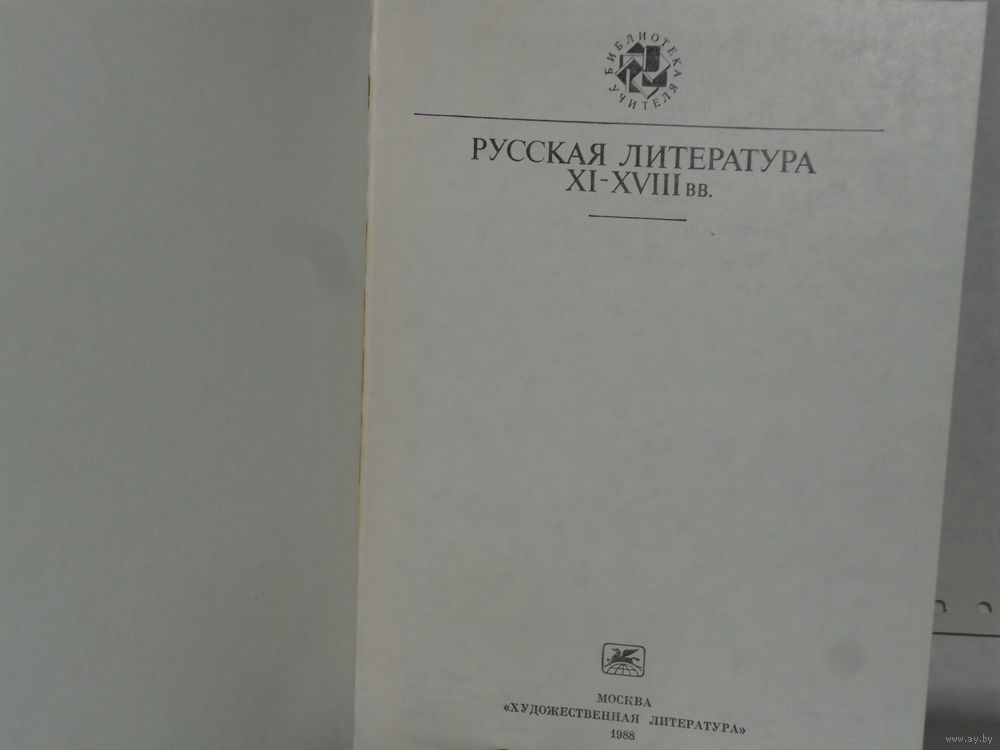 БИБЛИОТЕКА УЧИТЕЛЯ
РУССКАЯ ЛИТЕРАТУРА
XI-XVIII ВВ.
МОСКВА
«ХУДОЖЕСТВЕННАЯ ЛИТЕРАТУРА»
1988
www.ay.by